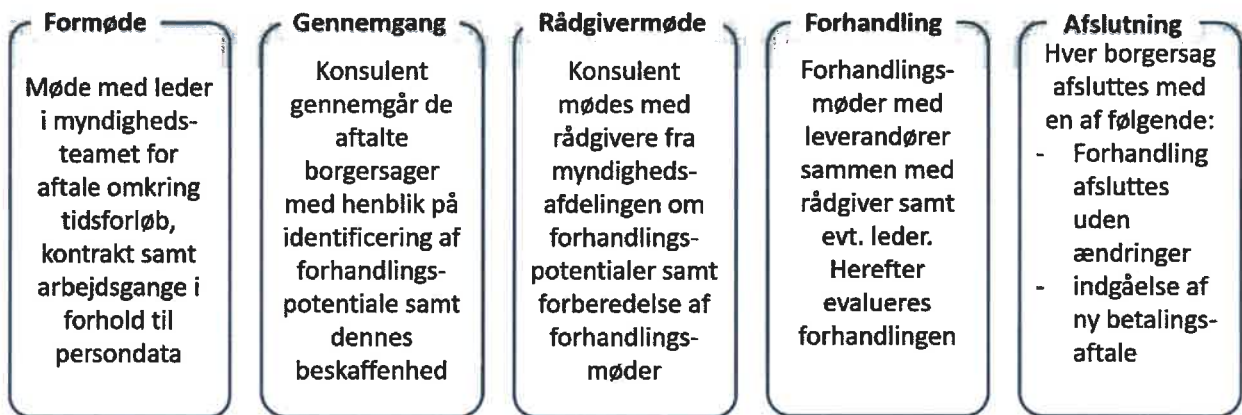 Formøde
Møde med leder
i myndigheds-
teamet for
aftale omkring
tidsforløb,
kontrakt samt
arbejdsgange i
forhold til
persondata
Gennemgang
Konsulent
gennemgår de
aftalte
borgersager
med henblik på
identificering af
forhandlings-
potentiale samt
dennes
beskaffenhed
Rådgivermøde
Konsulent
mødes med
rådgivere fra
myndigheds-
afdelingen om
forhandlings-
potentialer samt
forberedelse af
forhandlings-
møder
Forhandling
Forhandlings-
møder med
leverandører
sammen med
rådgiver samt
evt. leder.
Herefter
evalueres
forhandlingen
Afslutning
Hver borgersag
afsluttes med
en af følgende:
- Forhandling
afsluttes
uden
ændringer
- indgåelse af
ny betalings-
aftale